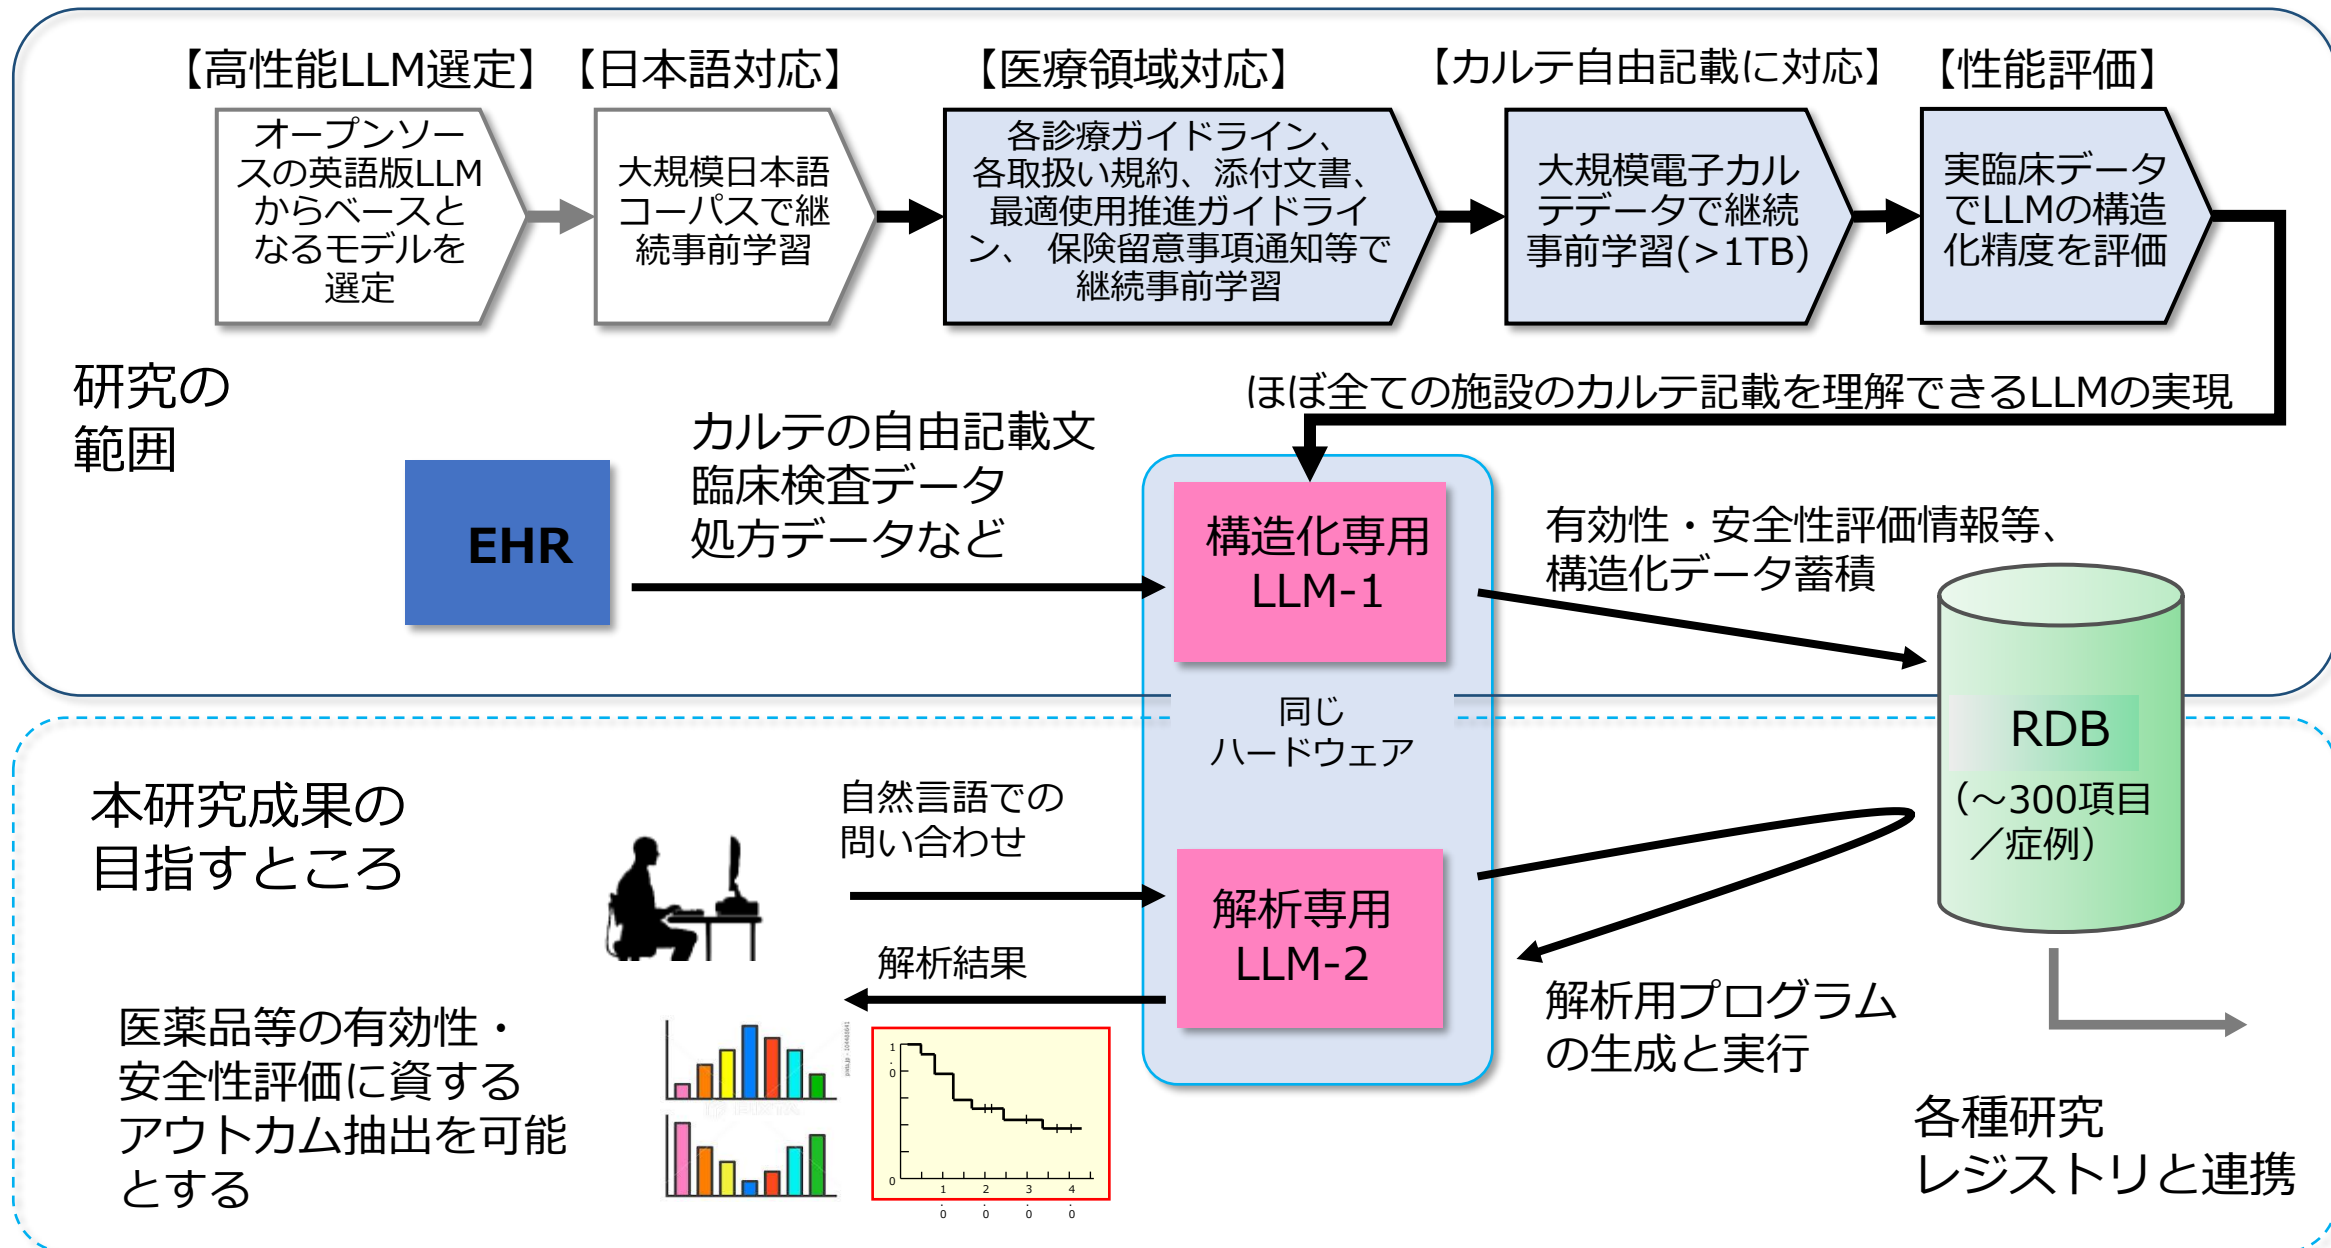 【高性能LLM選定】
【日本語対応】
【医療領域対応】
【カルテ自由記載に対応】
【性能評価】
オープンソー
スの英語版LLM
からベースと
なるモデルを
選定
大規模日本語
コーパスで継
続事前学習
各診療ガイドライン、
各取扱い規約、添付文書、
最適使用推進ガイドライ
ン、 保険留意事項通知等で
継続事前学習
大規模電子カル
テデータで継続
事前学習(>1TB)
実臨床データ
でLLMの構造
化精度を評価
研究の
範囲
ほぼ全ての施設のカルテ記載を理解できるLLMの実現
EHR
カルテの自由記載文
臨床検査データ
処方データなど
構造化専用
LLM-1
有効性・安全性評価情報等、
構造化データ蓄積
同じ
ハードウェア
RDB
(～300項目
／症例)
本研究成果の
目指すところ
自然言語での
問い合わせ
解析専用
LLM-2
解析結果
解析用プログラム
の生成と実行
医薬品等の有効性・
安全性評価に資する
アウトカム抽出を可能
とする
1.0
0
1.0
2.0
3.0
4.0
各種研究
レジストリと連携